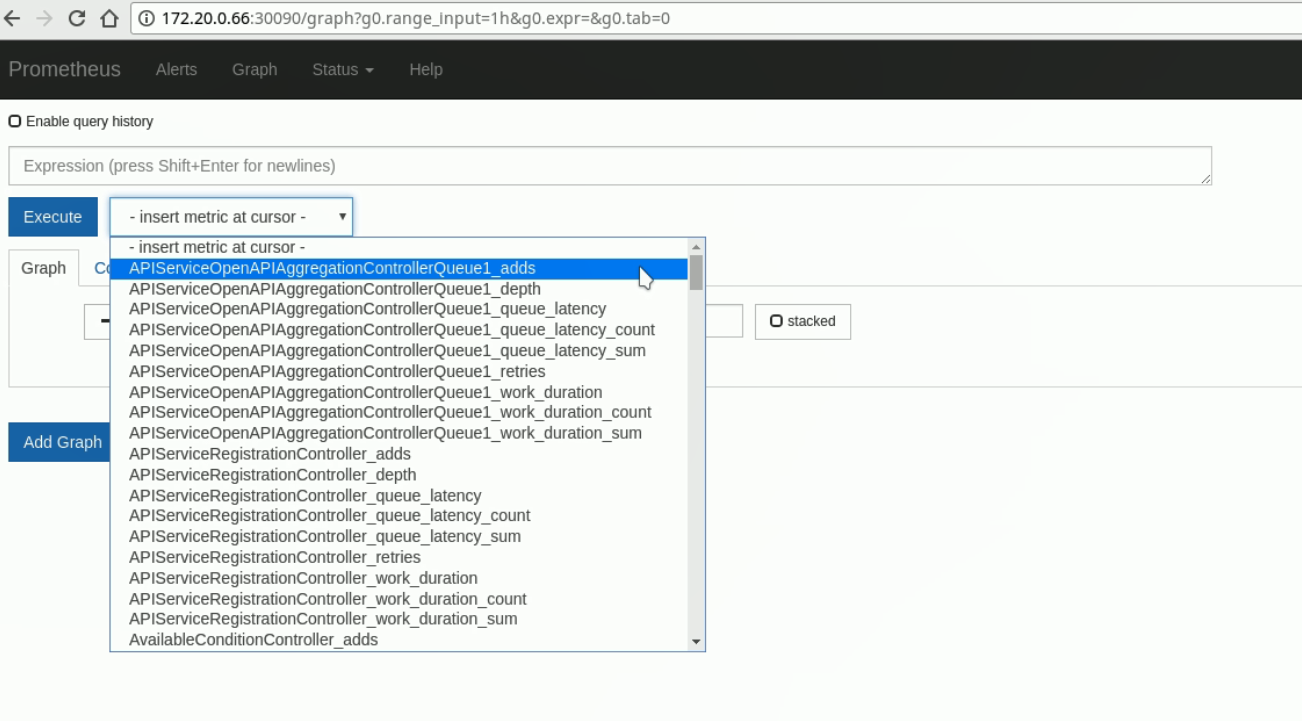 172.20.0.66:30090/graph?g0.range_input=1h&g0.expr=&g0.tab=0
Prometheus Alerts Graph Status Help
Enable query history
Expression (press Shift+Enter for newlines)
Execute - insert metric at cursor -
- insert metric at cursor -
Graph APIServiceOpenAPIAggregationControllerQueue1_adds
APIServiceOpenAPIAggregationControllerQueue1_depth
APIServiceOpenAPIAggregationControllerQueue1_queue_latency
APIServiceOpenAPIAggregationControllerQueue1_queue_latency_count stacked
APIServiceOpenAPIAggregationControllerQueue1_queue_latency_sum
APIServiceOpenAPIAggregationControllerQueue1_retries
APIServiceOpenAPIAggregationControllerQueue1_work_duration
APIServiceOpenAPIAggregationControllerQueue1_work_duration_count
APIServiceOpenAPIAggregationControllerQueue1_work_duration_sum
Add Graph
APIServiceRegistrationController_adds
APIServiceRegistrationController_depth
APIServiceRegistrationController_queue_latency
APIServiceRegistrationController_queue_latency_count
APIServiceRegistrationController_queue_latency_sum
APIServiceRegistrationController_retries
APIServiceRegistrationController_work_duration
APIServiceRegistrationController_work_duration_count
APIServiceRegistrationController_work_duration_sum
AvailableConditionController_adds